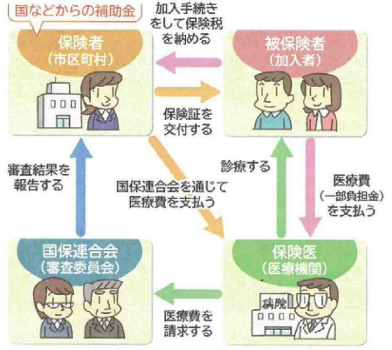 国などからの補助金
保険者
(市区町村)
加入手続き
をして保険税
を納める
被保険者
(加入者)
保険証を
交付する
審査結果を
報告する
国保連合会を通じて
医療費を支払う
診療する
医療費
(一部負担金)
を支払う
国保連合会
(審査委員会)
保険医
(医療機関)
病院
医療費を
請求する